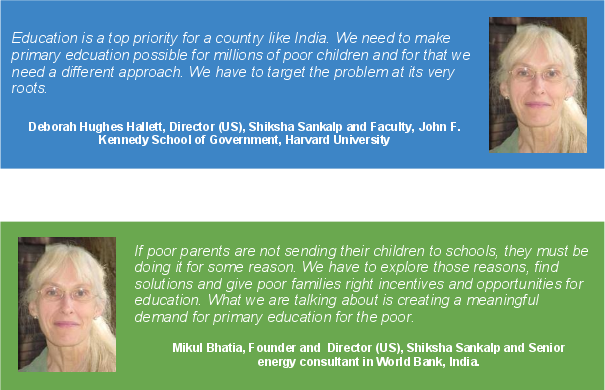 Education is a top priority for a country like India. We need to make
primary edcuation possible for millions of poor children and for that we
need a different approach. We have to target the problem at its very
roots.
Deborah Hughes Hallett, Director (US), Shiksha Sankalp and Faculty, John F.
Kennedy School of Government, Harvard University
If poor parents are not sending their children to schools, they must be
doing it for some reason. We have to explore those reasons, find
solutions and give poor families right incentives and opportunities for
education. What we are talking about is creating a meaningful
demand for primary education for the poor.
Mikul Bhatia, Founder and Director (US), Shiksha Sankalp and Senior
energy consultant in World Bank, India.